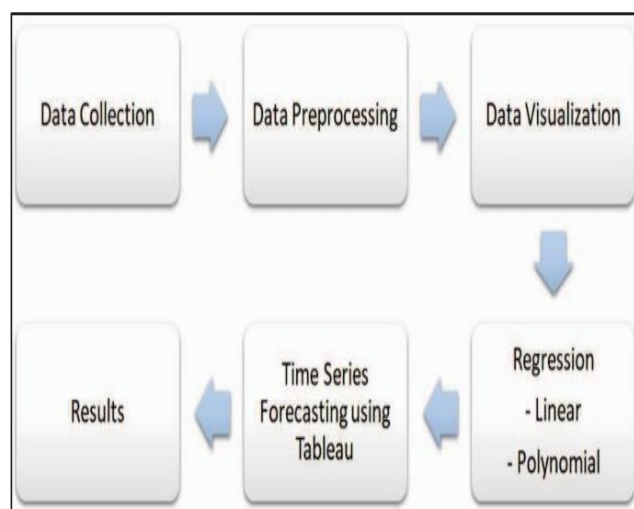 Data Collection
Data Preprocessing
Data Visualization
Regression
- Linear
- Polynomial
Time Series
Forecasting using
Tableau
Results